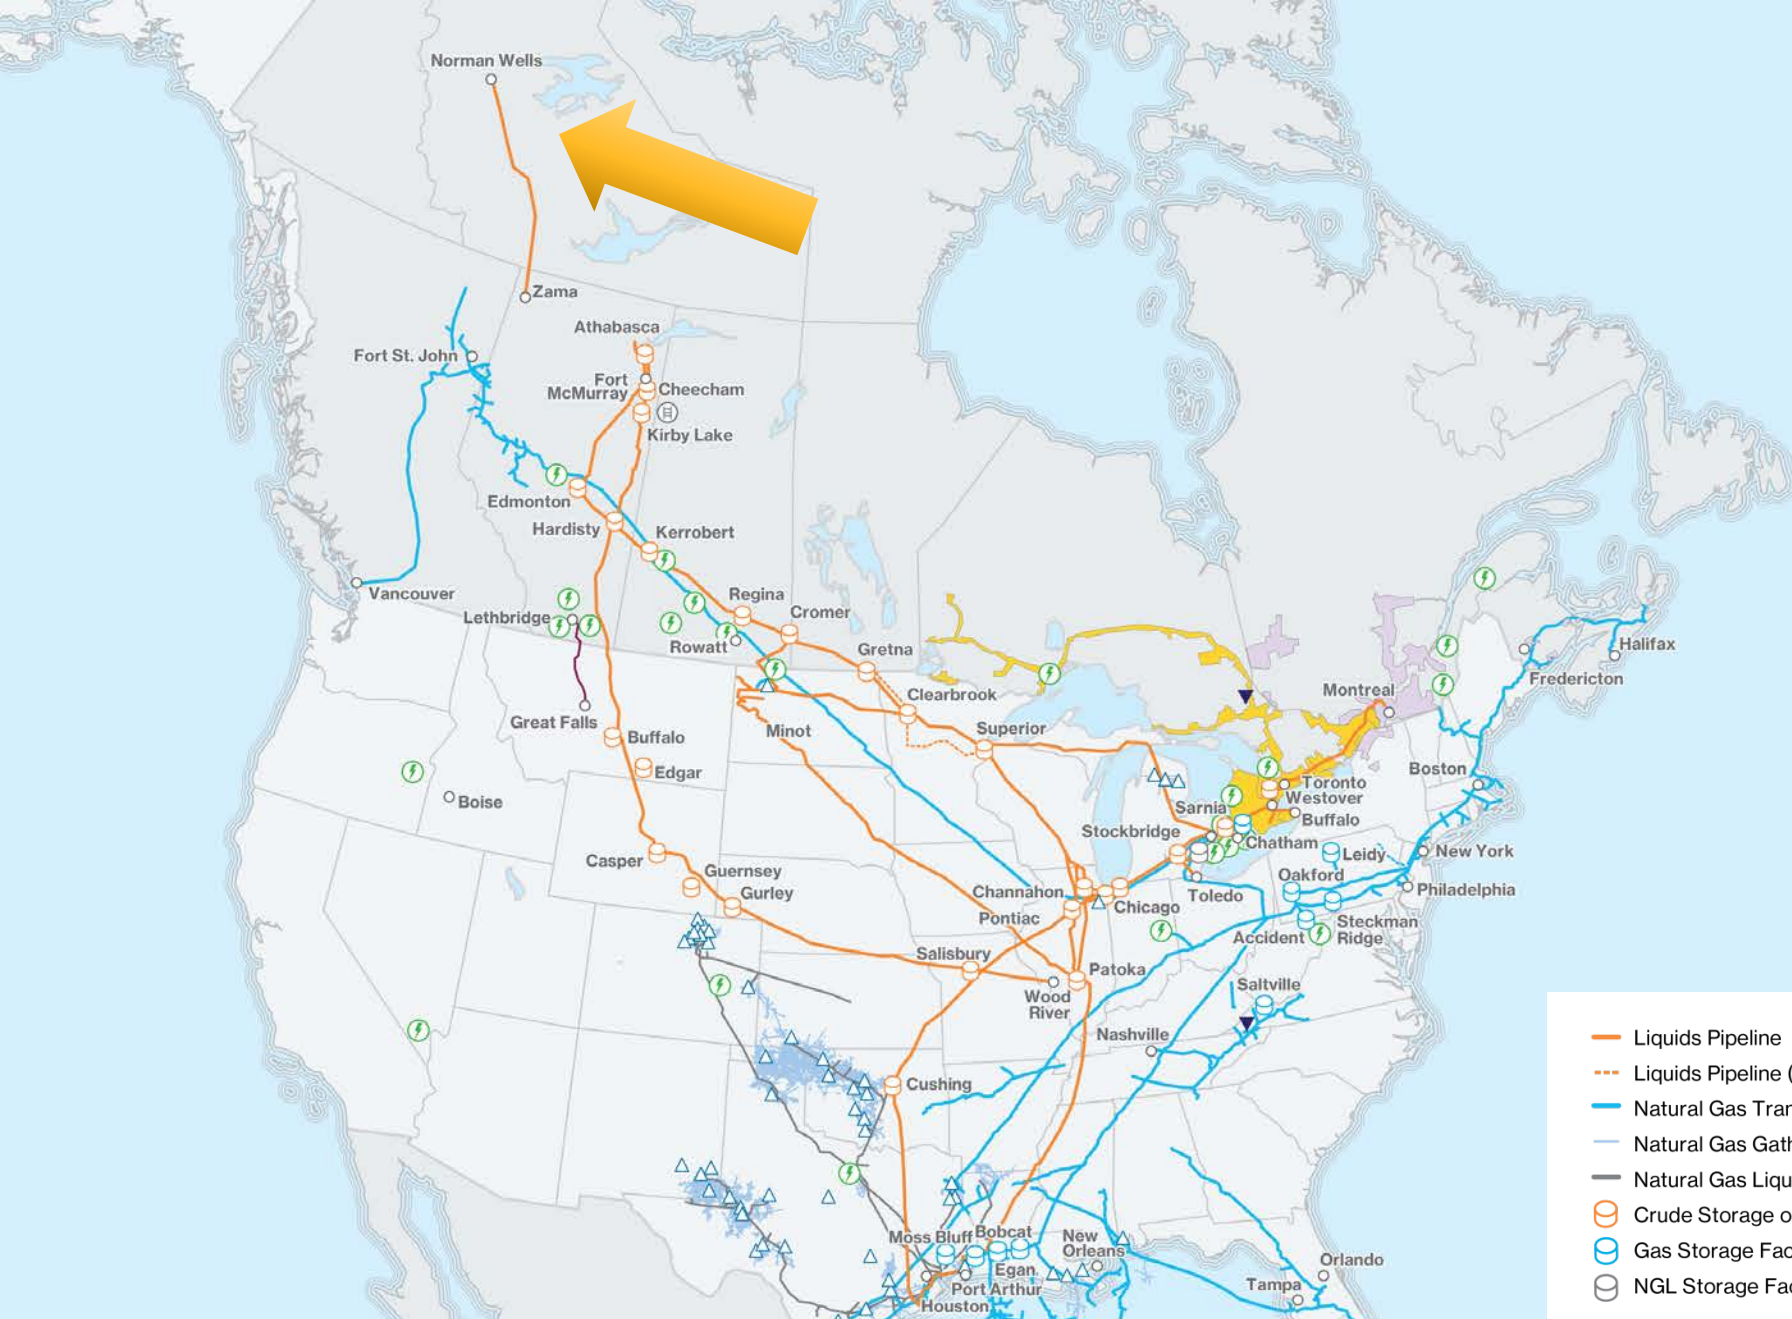 Norman Wells
Zama
Athabasca
Fort St. John
Fort
McMurray
Cheecham
Kirby Lake
Edmonton
Hardisty
Kerrobert
Vancouver
Lethbridge
Regina
Cromer
Rowatt
Gretna
Halifax
Fredericton
Montreal
Clearbrook
Great Falls
Buffalo
Minot
Superior
Edgar
Boston
Toronto
Westover
Boise
Sarnia
Buffalo
Stockbridge
Chatham
Leidy
New York
Casper
Guernsey
Gurley
Channahon
Oakford
Toledo
Philadelphia
Chicago
Pontiac
Steckman
Ridge
Accident
Salisbury
Patoka
Wood
River
Saltville
Nashville
Cushing
Moss Bluff
Bobcat
New
Orleans
Egan
Port Arthur
Houston
Orlando
Tampa
Liquids Pipeline
Liquids Pipeline (
Natural Gas Tran
Natural Gas Gath
Natural Gas Liqu
Crude Storage o
Gas Storage Fac
NGL Storage Fac